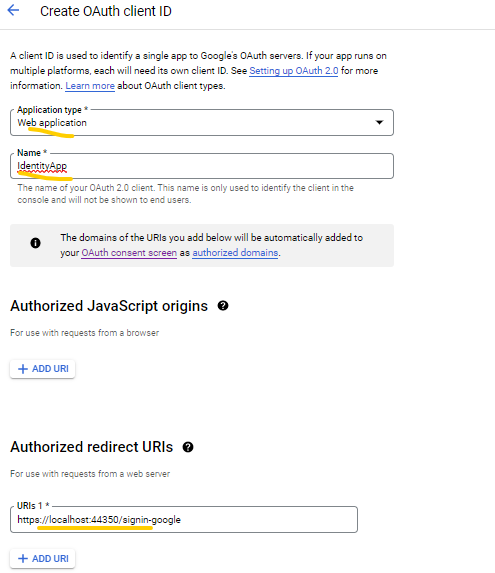 Create OAuth client ID
A client ID is used to identify a single app to Google's OAuth servers. If your app runs on
multiple platforms, each will need its own client ID. See Setting up OAuth 2.0 for more
information. Learn more about OAuth client types.
Application type *
Web application
Name *
IdentityApp
The name of your OAuth 2.0 client. This name is only used to identify the client in the
console and will not be shown to end users.
The domains of the URIs you add below will be automatically added to
your OAuth consent screen as authorized domains.
Authorized JavaScript origins
For use with requests from a browser
ADD URI
Authorized redirect URIs
For use with requests from a web server
URIs 1 *
https://localhost:44350/signin-google
ADD URI